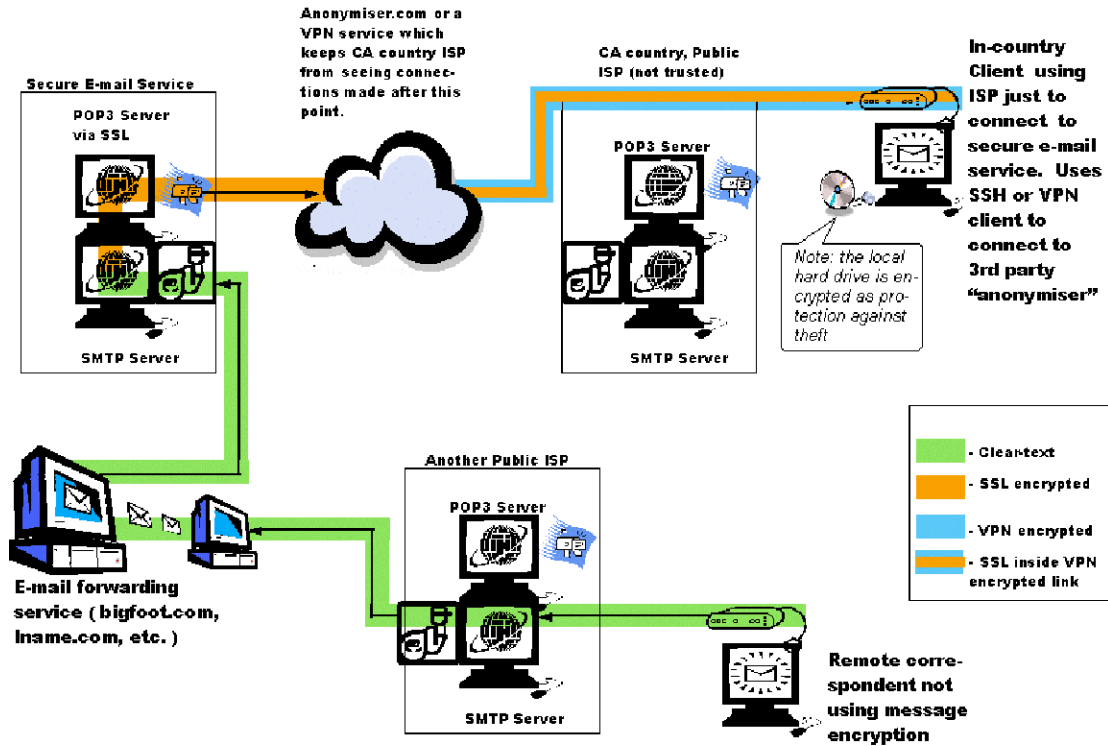 Anonymiser.com or a
VPN service which
keeps CA country ISP
from seeing connec-
tions made after this
point.
CA country, Public
ISP (not trusted)
In-country
Client using
ISP just to
connect to
secure e-mail
service. Uses
SSH or VPN
client to
connect to
3rd party
“anonymiser”
Secure E-mail Service
POP3 Server
via SSL
SMTP Server
POP3 Server
SMTP Server
Note: the local
hard drive is en-
crypted as pro-
tection against
theft
- Clear-text
- SSL encrypted
- VPN encrypted
- SSL inside VPN
encrypted link
Another Public ISP
POP3 Server
SMTP Server
E-mail forwarding
service ( bigfoot.com,
Iname.com, etc. )
Remote corre-
spondent not
using message
encryption